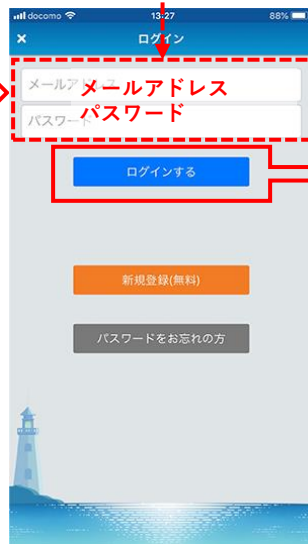 docomo 13:27 88%
× ログイン
メールアドレス
メールアドレス
パスワード
パスワード
ログインする
新規登録(無料)
パスワードをお忘れの方